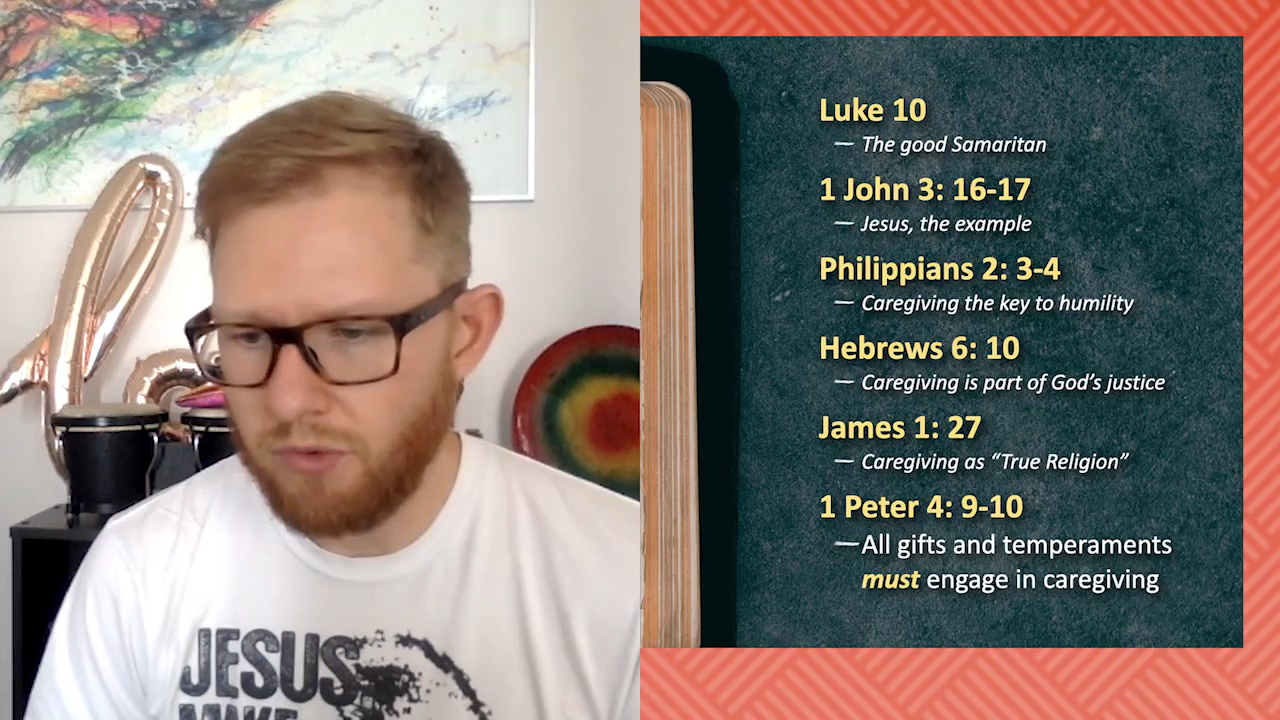 Luke 10
— The good Samaritan
1 John 3: 16-17
— Jesus, the example
Philippians 2: 3-4
— Caregiving the key to humility
Hebrews 6: 10
— Caregiving is part of God's justice
James 1: 27
— Caregiving as “True Religion”
1 Peter 4: 9-10
—All gifts and temperaments
must engage in caregiving
JESUS
MAKE